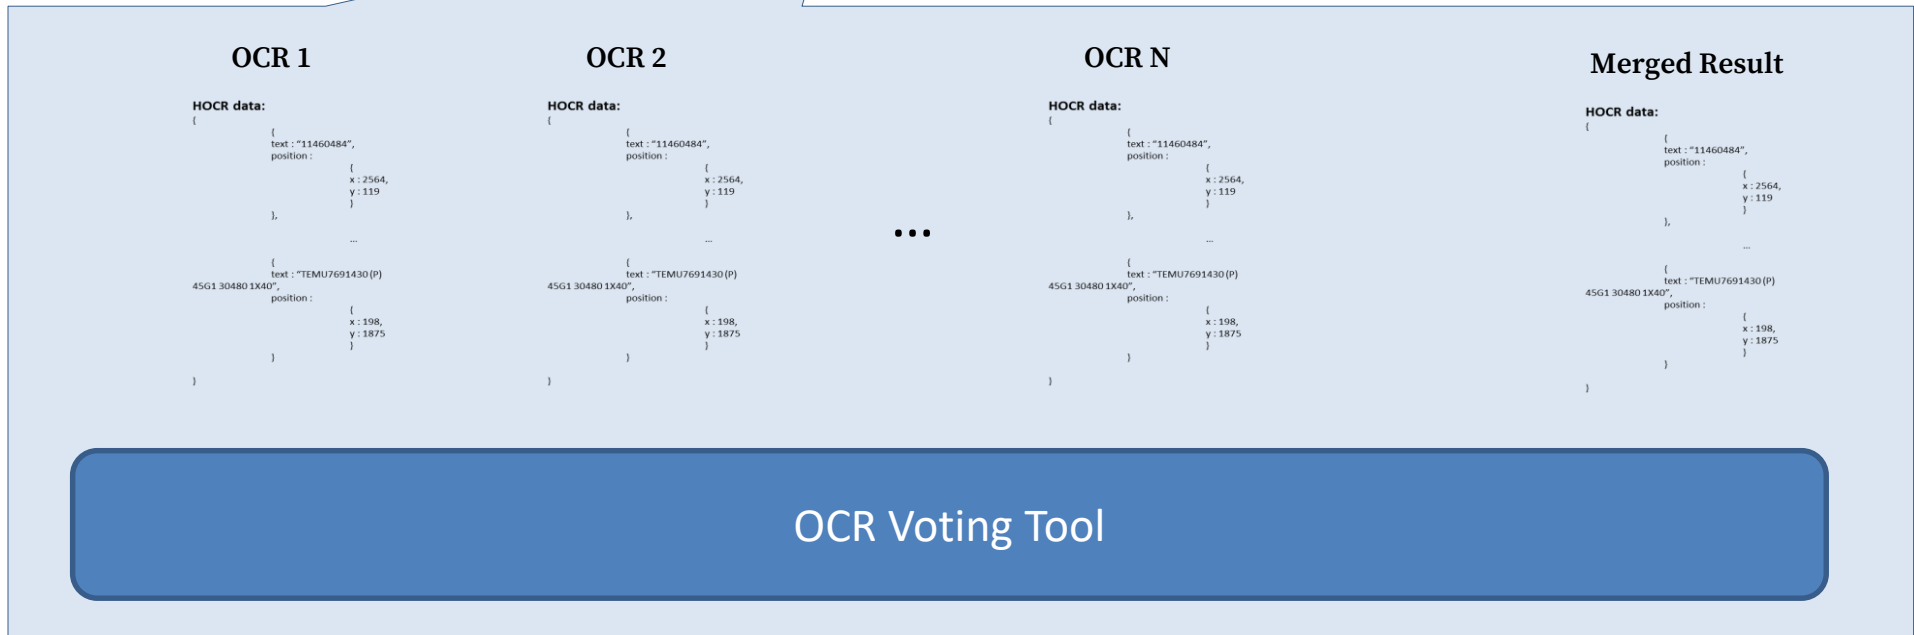 OCR 1
HOCR data:
{
{
text : “11460484”,
position :
{
x : 2564,
y : 119
}
},
...
{
text : “TEMU7691430 (P)
45G1 30480 1X40”,
position :
{
x : 198,
y : 1875
}
}
}
OCR 2
HOCR data:
{
{
text : “11460484”,
position :
{
x : 2564,
y : 119
}
},
...
{
text : “TEMU7691430 (P)
45G1 30480 1X40”,
position :
{
x : 198,
y : 1875
}
}
}
...
OCR N
HOCR data:
{
{
text : “11460484”,
position :
{
x : 2564,
y : 119
}
},
...
{
text : “TEMU7691430 (P)
45G1 30480 1X40”,
position :
{
x : 198,
y : 1875
}
}
}
Merged Result
HOCR data:
{
{
text : “11460484”,
position :
{
x : 2564,
y : 119
}
},
...
{
text : “TEMU7691430 (P)
45G1 30480 1X40”,
position :
{
x : 198,
y : 1875
}
}
}
OCR Voting Tool